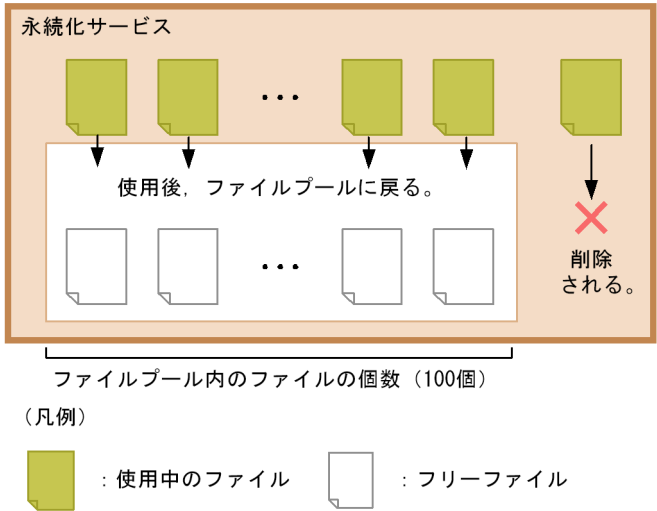 永続化サービス
使用後，ファイルプールに戻る。
削除
される。
ファイルプール内のファイルの個数（100個）
（凡例）
：使用中のファイル
：フリーファイル